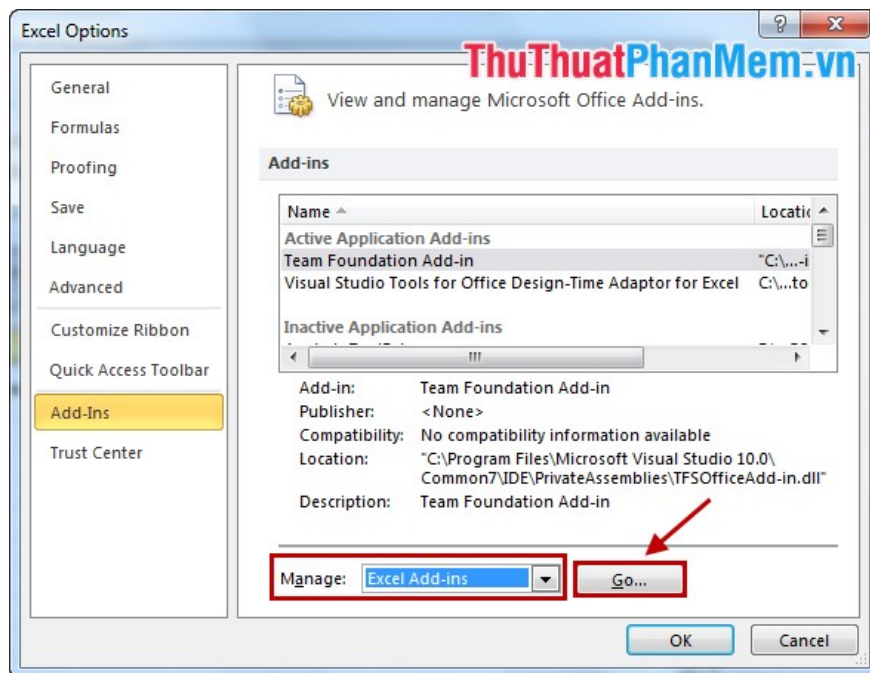 Excel Options
ThuThuatPhanMem.vn
General
Formulas
Proofing
Save
Language
Advanced
Customize Ribbon
Quick Access Toolbar
Add-Ins
Trust Center
View and manage Microsoft Office Add-ins.
Add-ins
Name Locatic
Active Application Add-ins
Team Foundation Add-in "C:\...-i
Visual Studio Tools for Office Design-Time Adaptor for Excel C:\...to
Inactive Application Add-ins
Add-in: Team Foundation Add-in
Publisher: <None>
Compatibility: No compatibility information available
Location: "C:\Program Files\Microsoft Visual Studio 10.0\
Common7\IDE\PrivateAssemblies\TFSOfficeAdd-in.dll"
Description: Team Foundation Add-in
Manage: Excel Add-ins Go...
OK Cancel